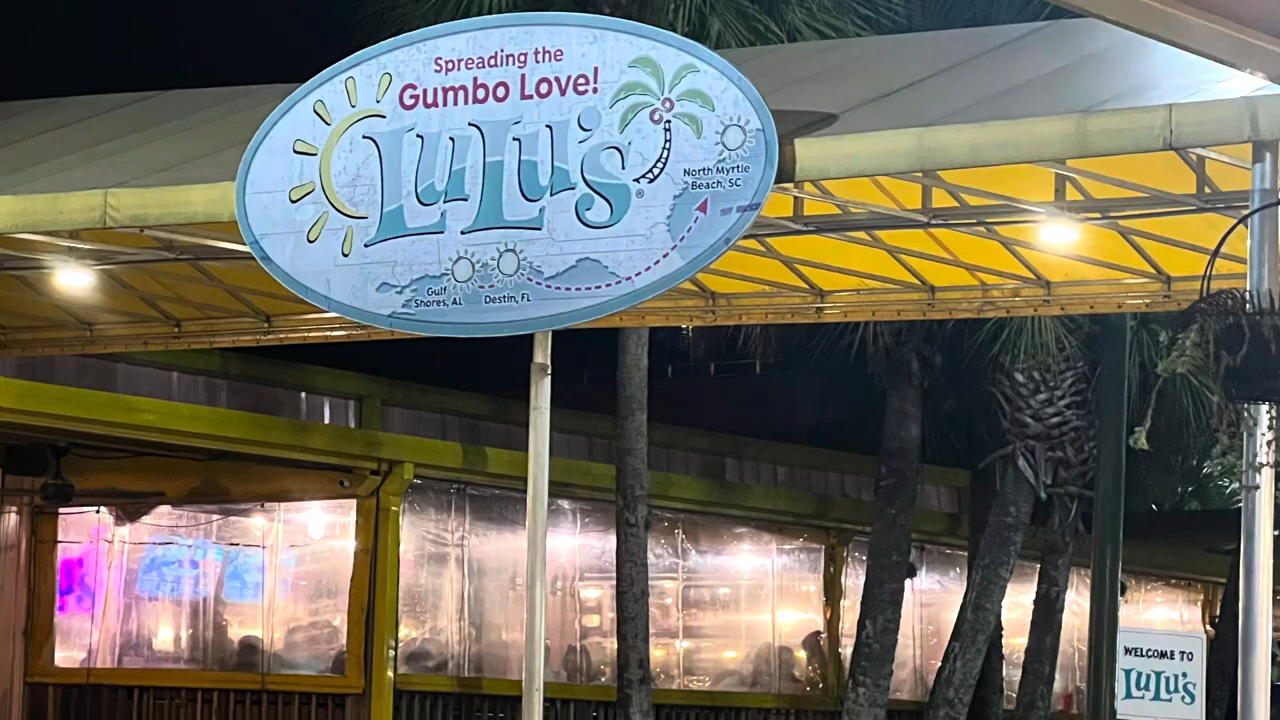 Spreading the
Gumbo Love!
LuLu's®
North Myrtle
Beach, SC
Gulf
Shores, AL
Destin, FL
WELCOME TO
LuLu's